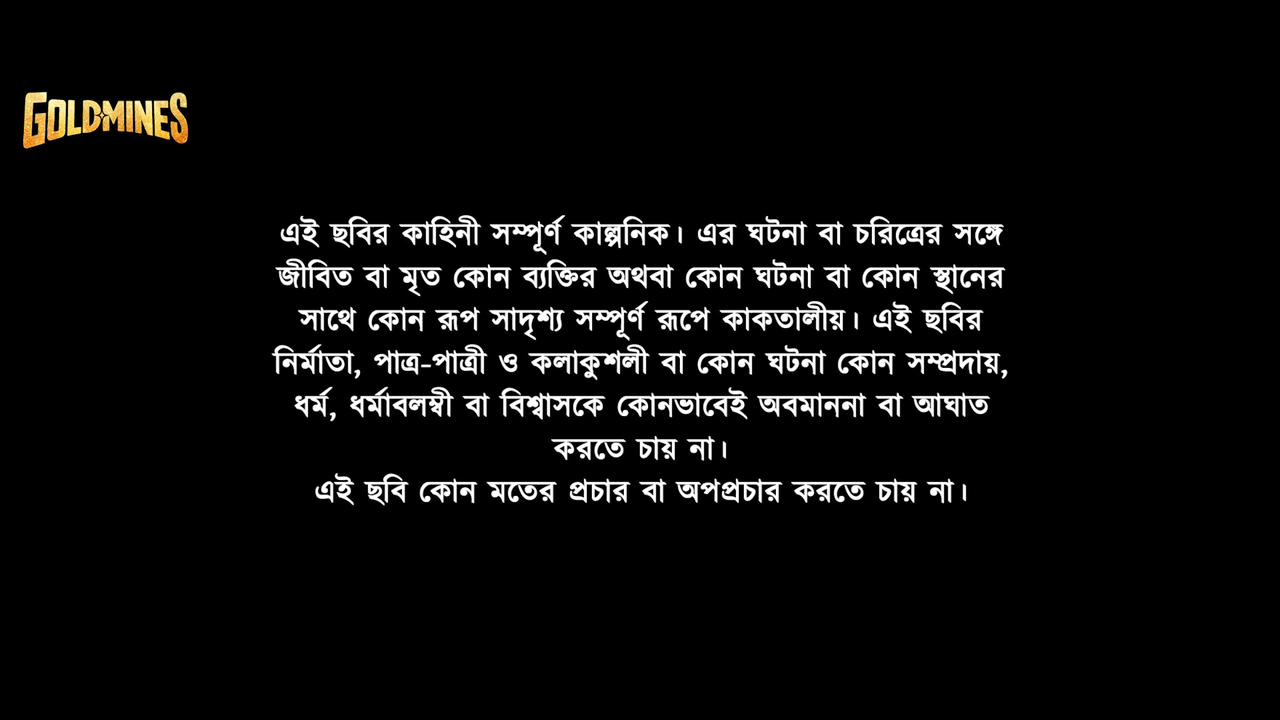 GOLDMINES
এই ছবির কাহিনী সম্পূর্ণ কাল্পনিক। এর ঘটনা বা চরিত্রের সঙ্গে
জীবিত বা মৃত কোন ব্যক্তির অথবা কোন ঘটনা বা কোন স্থানের
সাথে কোন রূপ সাদৃশ্য সম্পূর্ণ রূপে কাকতালীয়। এই ছবির
নির্মাতা, পাত্র-পাত্রী ও কলাকুশলী বা কোন ঘটনা কোন সম্প্রদায়,
ধর্ম, ধর্মাবলম্বী বা বিশ্বাসকে কোনভাবেই অবমাননা বা আঘাত
করতে চায় না।
এই ছবি কোন মতের প্রচার বা অপপ্রচার করতে চায় না।